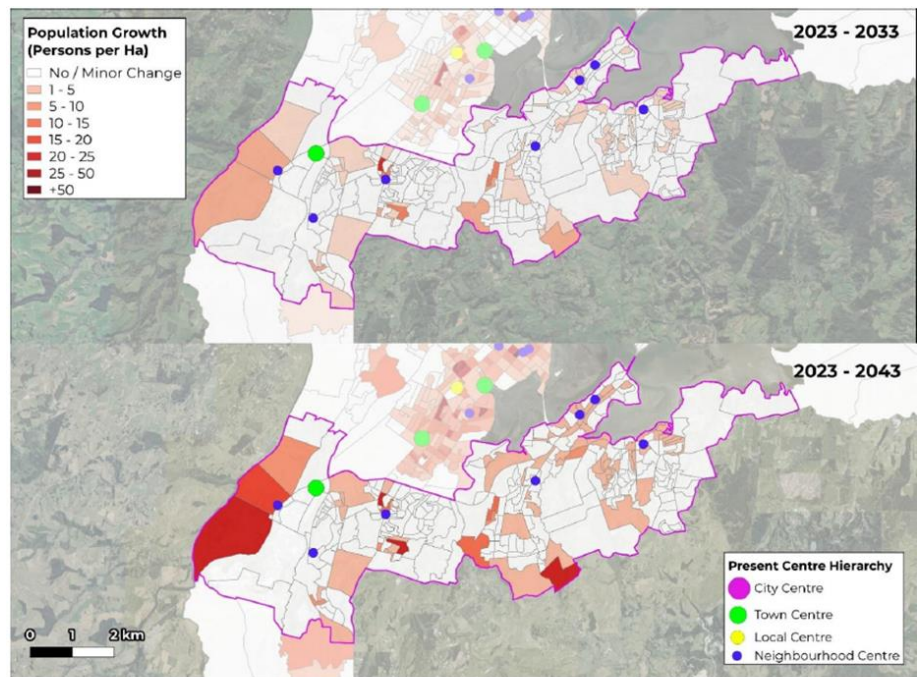 Population Growth
(Persons per Ha)
No / Minor Change
1 - 5
5 - 10
10 - 15
15 - 20
20 - 25
25 - 50
+50
2023 - 2033
2023 - 2043
0 1 2 km
Present Centre Hierarchy
City Centre
Town Centre
Local Centre
Neighbourhood Centre